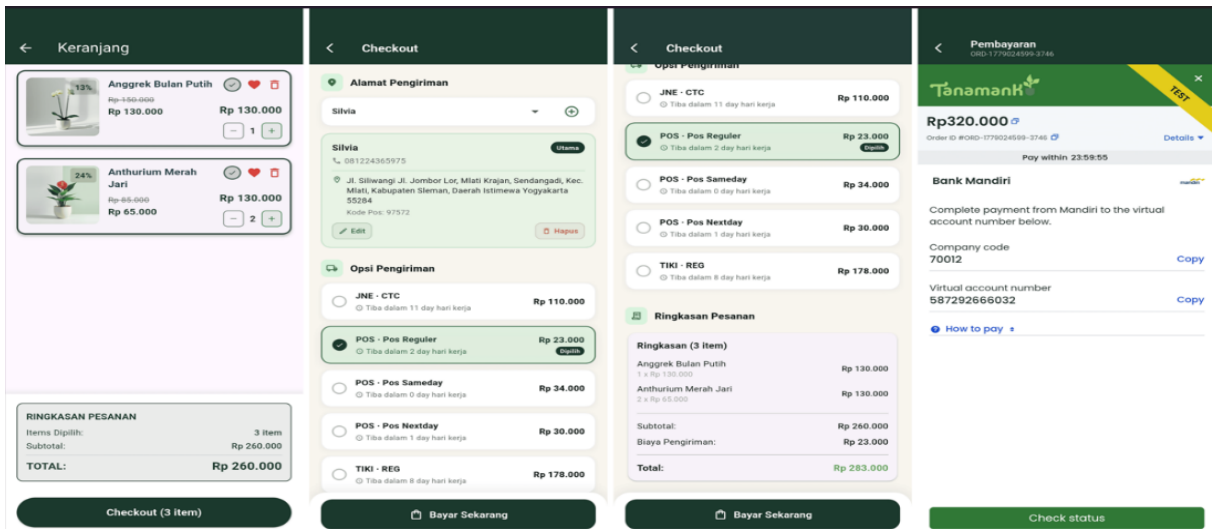 Keranjang
13%
Anggrek Bulan Putih
Rp 150.000
Rp 130.000
Rp 130.000
1
24%
Anthurium Merah Jari
Rp 85.000
Rp 65.000
Rp 130.000
2
RINGKASAN PESANAN
Items Dipilih: 3 item
Subtotal: Rp 260.000
TOTAL: Rp 260.000
Checkout (3 item)
Checkout
Alamat Pengiriman
Silvia
Silvia
Utama
081224365975
Jl. Siliwangi Jl. Jombor Lor, Mlati Krajan, Sendangadi, Kec.
Mlati, Kabupaten Sleman, Daerah Istimewa Yogyakarta
55284
Kode Pos: 97572
Edit
Hapus
Opsi Pengiriman
JNE - CTC
Tiba dalam 11 day hari kerja
Rp 110.000
POS - Pos Reguler
Tiba dalam 2 day hari kerja
Rp 23.000
Dipilih
POS - Pos Sameday
Tiba dalam 0 day hari kerja
Rp 34.000
POS - Pos Nextday
Tiba dalam 1 day hari kerja
Rp 30.000
TIKI - REG
Tiba dalam 8 day hari kerja
Rp 178.000
Bayar Sekarang
Checkout
Opsi Pengiriman
JNE - CTC
Tiba dalam 11 day hari kerja
Rp 110.000
POS - Pos Reguler
Tiba dalam 2 day hari kerja
Rp 23.000
Dipilih
POS - Pos Sameday
Tiba dalam 0 day hari kerja
Rp 34.000
POS - Pos Nextday
Tiba dalam 1 day hari kerja
Rp 30.000
TIKI - REG
Tiba dalam 8 day hari kerja
Rp 178.000
Ringkasan Pesanan
Ringkasan (3 item)
Anggrek Bulan Putih
1 x Rp 130.000
Rp 130.000
Anthurium Merah Jari
2 x Rp 65.000
Rp 130.000
Subtotal: Rp 260.000
Biaya Pengiriman: Rp 23.000
Total: Rp 283.000
Bayar Sekarang
Pembayaran
ORD-1779024599-3746
TanamanKu
TEST
Rp320.000
Order ID #ORD-1779024599-3746
Details
Pay within 23:59:55
Bank Mandiri
mandiri
Complete payment from Mandiri to the virtual
account number below.
Company code
70012
Copy
Virtual account number
587292666032
Copy
How to pay
Check status